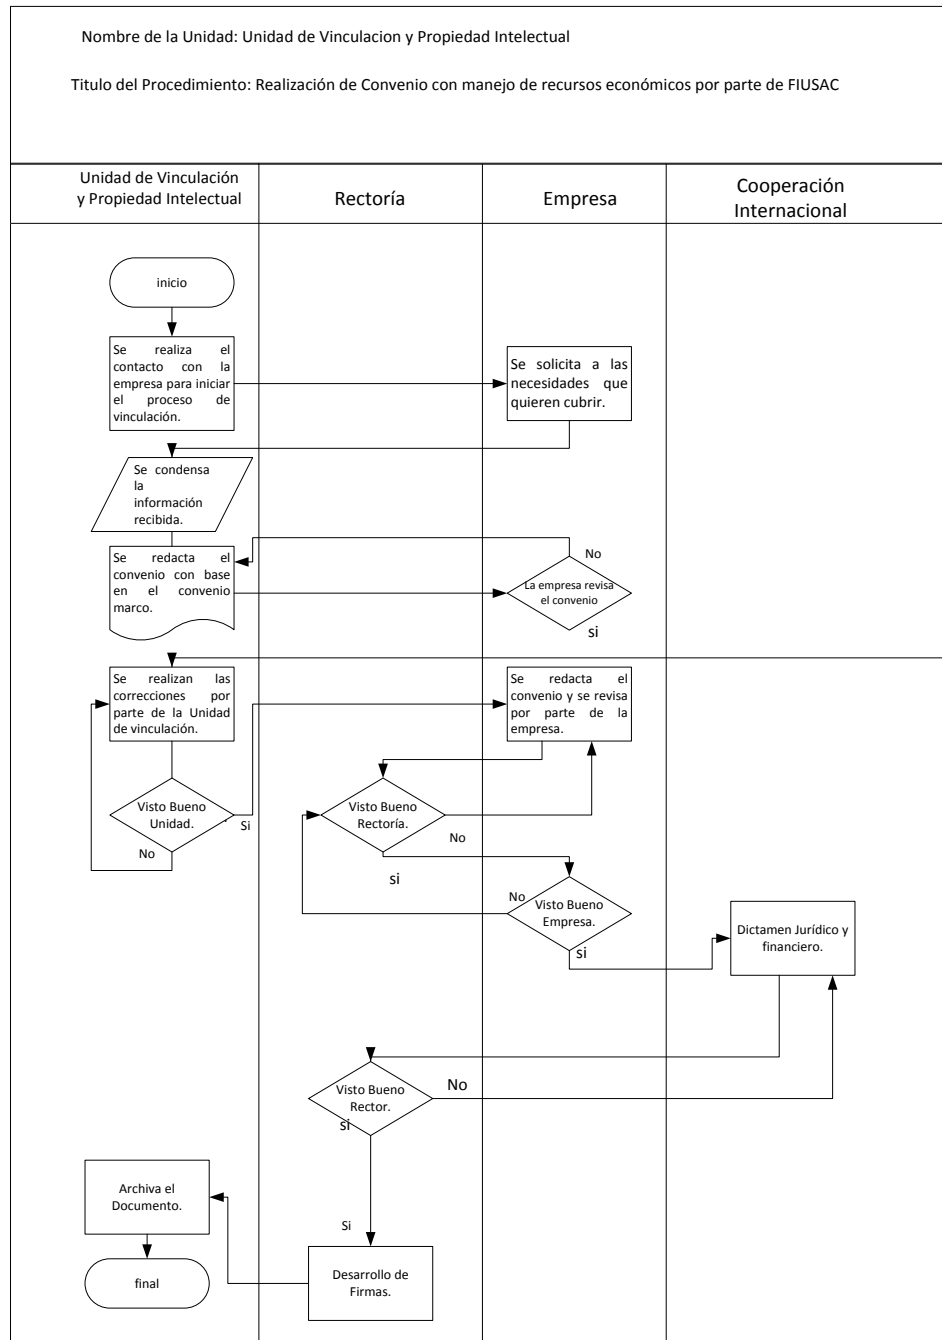 Nombre de la Unidad: Unidad de Vinculacion y Propiedad Intelectual
Titulo del Procedimiento: Realización de Convenio con manejo de recursos económicos por parte de FIUSAC
Unidad de Vinculación
y Propiedad Intelectual
Rectoría
Empresa
Cooperación
Internacional
inicio
Se realiza el
contacto con la
empresa para iniciar
el proceso de
vinculación.
Se solicita a las
necesidades que
quieren cubrir.
Se condensa
la
información
recibida.
Se redacta el
convenio con base
en el convenio
marco.
No
La empresa revisa
el convenio
si
Se realizan las
correcciones por
parte de la Unidad
de vinculación.
Se redacta el
convenio y se revisa
por parte de la
empresa.
Visto Bueno
Unidad.
Si
No
Visto Bueno
Rectoría.
No
si
No
Visto Bueno
Empresa.
si
Dictamen Jurídico y
financiero.
Visto Bueno
Rector.
No
si
Archiva el
Documento.
Si
Desarrollo de
Firmas.
final